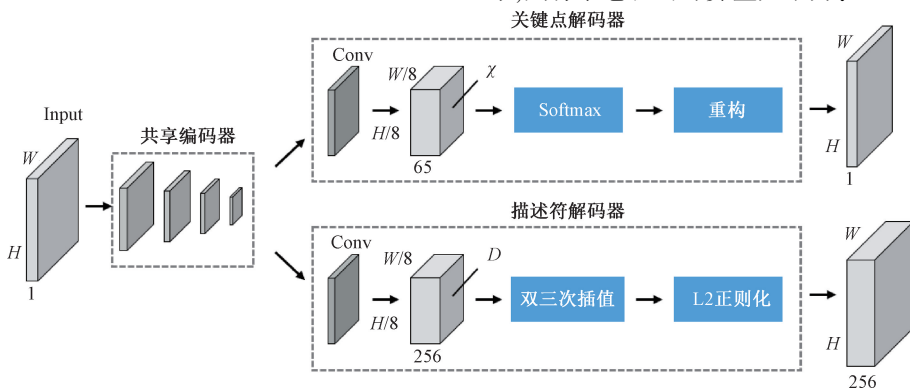 关键点解码器
Conv
W/8
χ
H/8
65
Softmax
重构
W
H
1
Input
W
H
1
共享编码器
描述符解码器
Conv
W/8
D
H/8
256
双三次插值
L2正则化
W
H
256